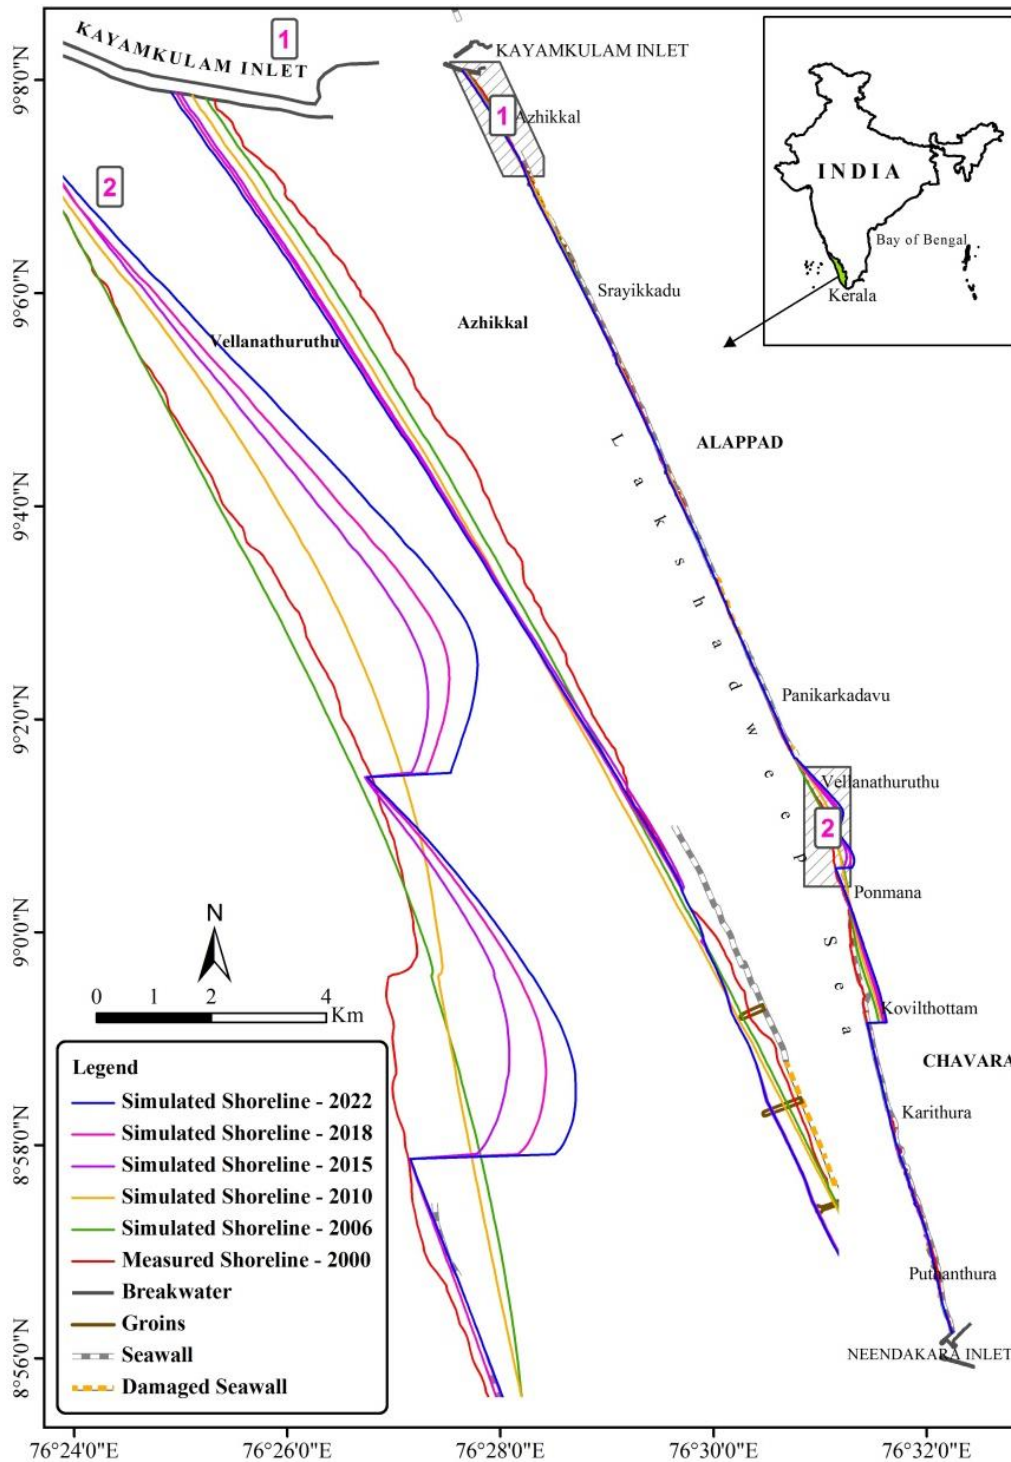 KAYAMKULAM INLET
1
KAYAMKULAM INLET
1
Azhikkal
2
INDIA
Bay of Bengal
Kerala
Srayikkadu
Azhikkal
Vellanathuruthu
ALAPPAD
Lakshadweep Sea
Panikarkadavu
Vellanathuruthu
2
Ponmana
Kovilthottam
CHAVARA
Karithura
Puthanthura
NEENDAKARA INLET
N
0 1 2 4
Km
Legend
Simulated Shoreline - 2022
Simulated Shoreline - 2018
Simulated Shoreline - 2015
Simulated Shoreline - 2010
Simulated Shoreline - 2006
Measured Shoreline - 2000
Breakwater
Groins
Seawall
Damaged Seawall
9°8'0"N
9°6'0"N
9°4'0"N
9°2'0"N
9°0'0"N
8°58'0"N
8°56'0"N
76°24'0"E 76°26'0"E 76°28'0"E 76°30'0"E 76°32'0"E